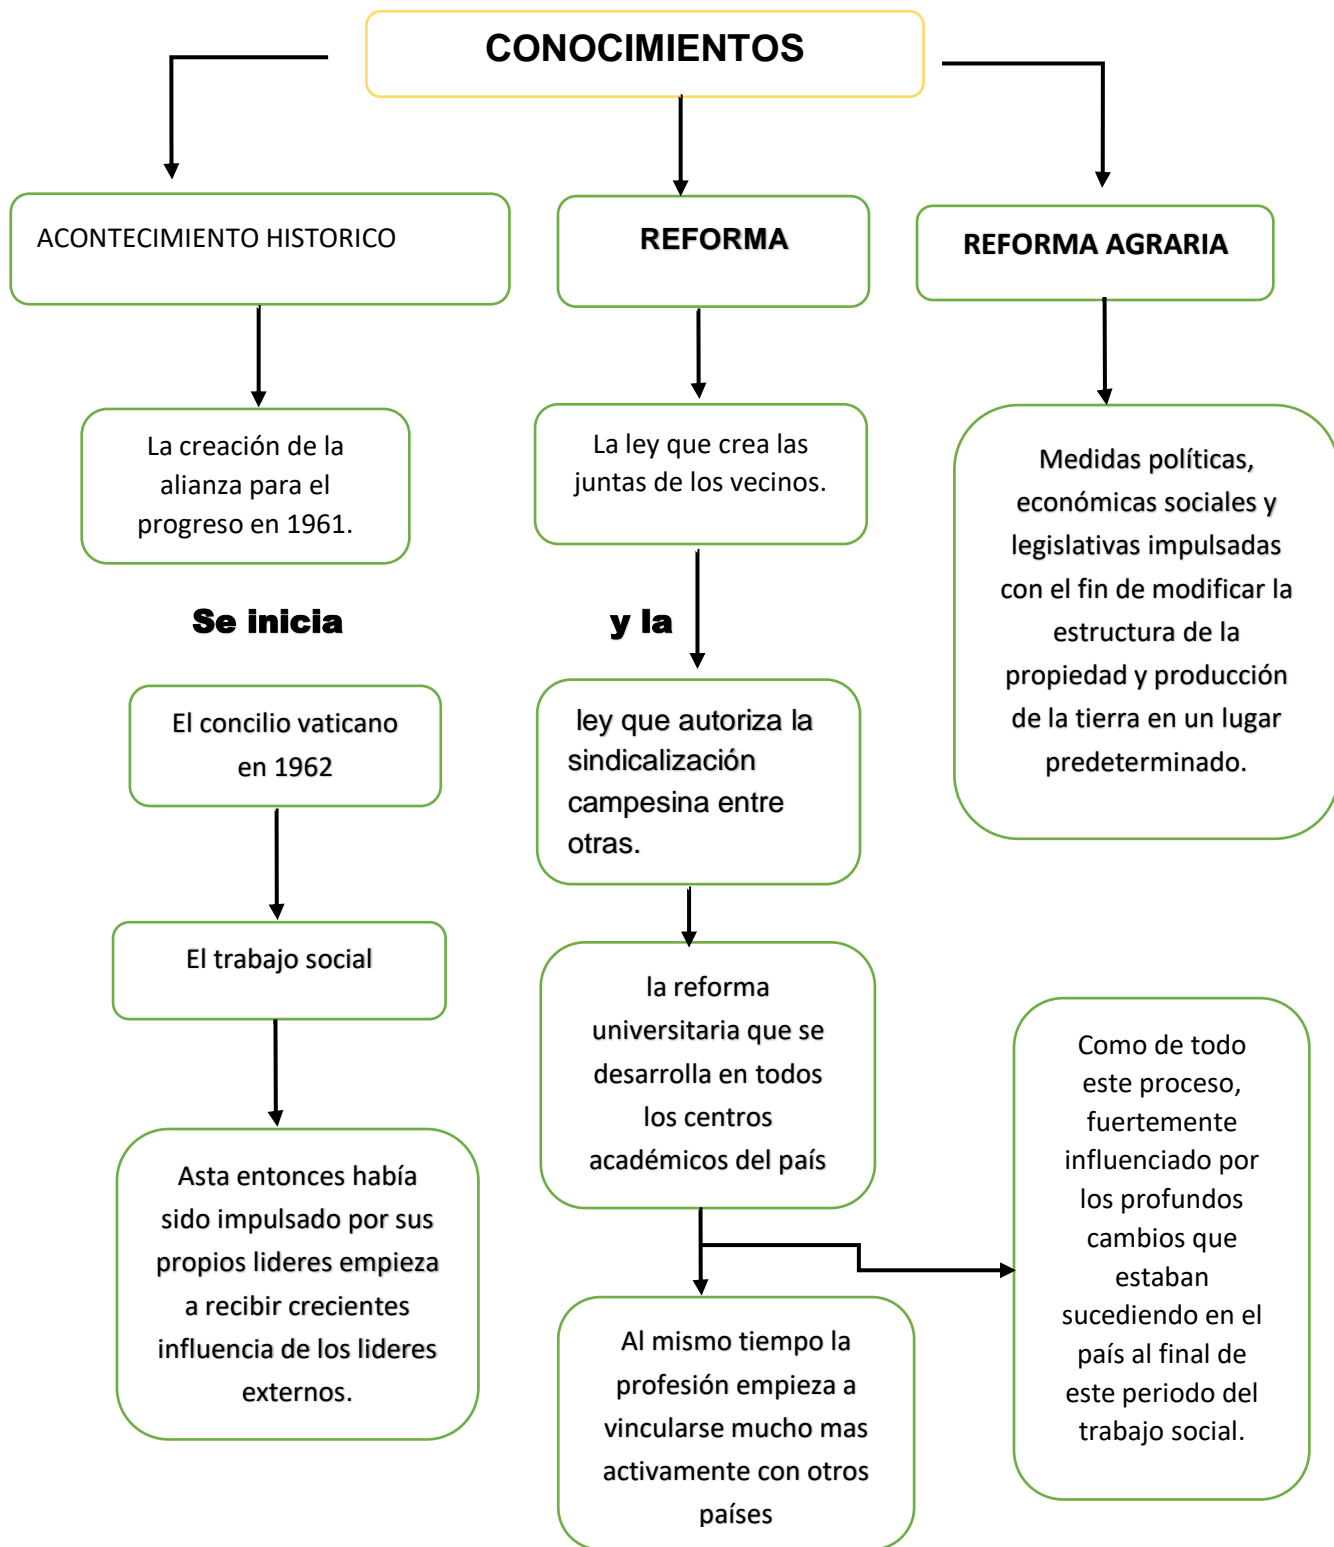 CONOCIMIENTOS
ACONTECIMIENTO HISTORICO
REFORMA
REFORMA AGRARIA
La creación de la
alianza para el
progreso en 1961.
La ley que crea las
juntas de los vecinos.
Medidas políticas,
económicas sociales y
legislativas impulsadas
con el fin de modificar la
estructura de la
propiedad y producción
de la tierra en un lugar
predeterminado.
Se inicia
y la
El concilio vaticano
en 1962
ley que autoriza la
sindicalización
campesina entre
otras.
El trabajo social
la reforma
universitaria que se
desarrolla en todos
los centros
académicos del país
Como de todo
este proceso,
fuertemente
influenciado por
los profundos
cambios que
estaban
sucediendo en el
país al final de
este periodo del
trabajo social.
Asta entonces había
sido impulsado por sus
propios lideres empieza
a recibir crecientes
influencia de los lideres
externos.
Al mismo tiempo la
profesión empieza a
vincularse mucho mas
activamente con otros
países